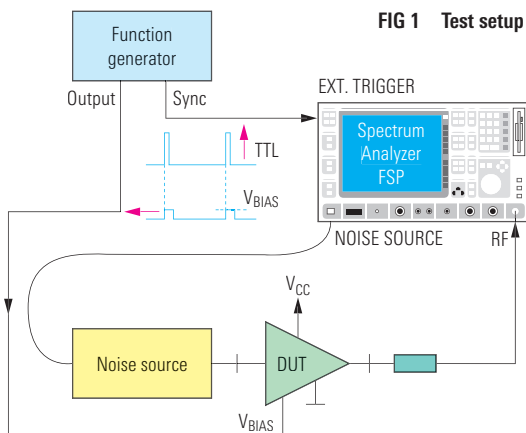 FIG 1 Test setup
Function
generator
Output
Sync
EXT. TRIGGER
TTL
VBIAS
Spectrum
Analyzer
FSP
NOISE SOURCE
RF
VCC
Noise source
DUT
VBIAS